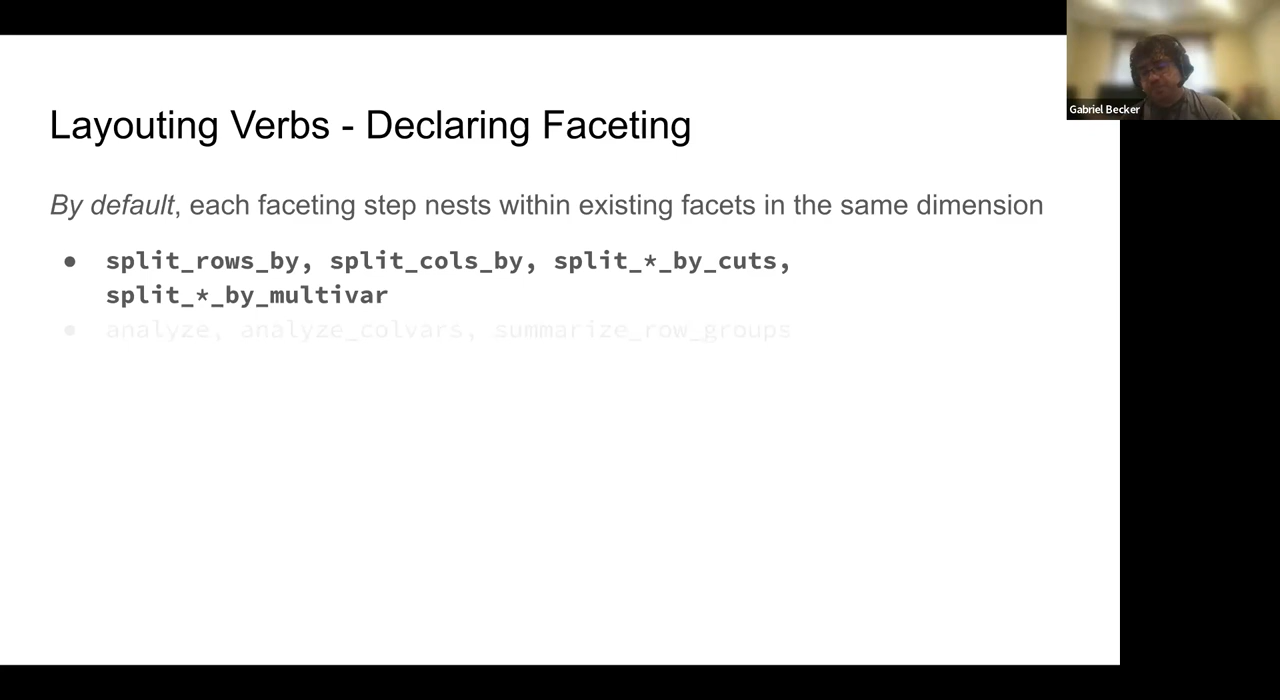 Gabriel Becker
Layouting Verbs - Declaring Faceting
By default, each faceting step nests within existing facets in the same dimension
● split_rows_by, split_cols_by, split_*_by_cuts,
split_*_by_multivar
● analyze, analyze_colvars, summarize_row_groups